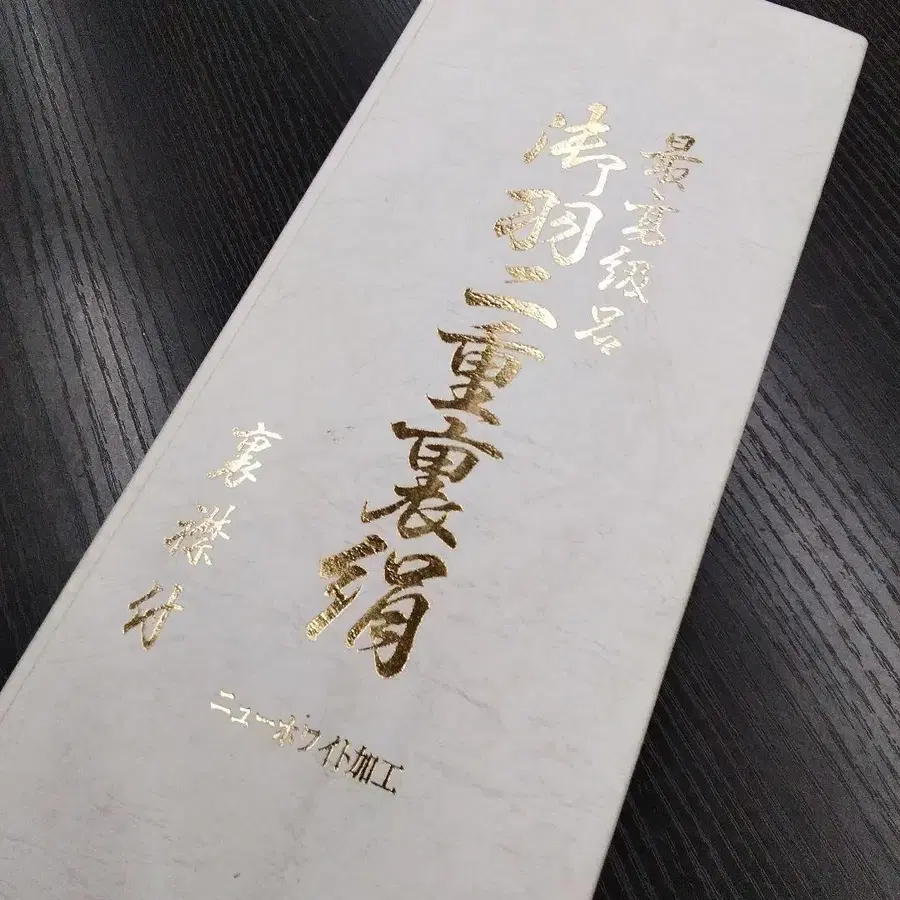 最高級品
御羽二重裏絹
裏襟付
ニューホワイト加工